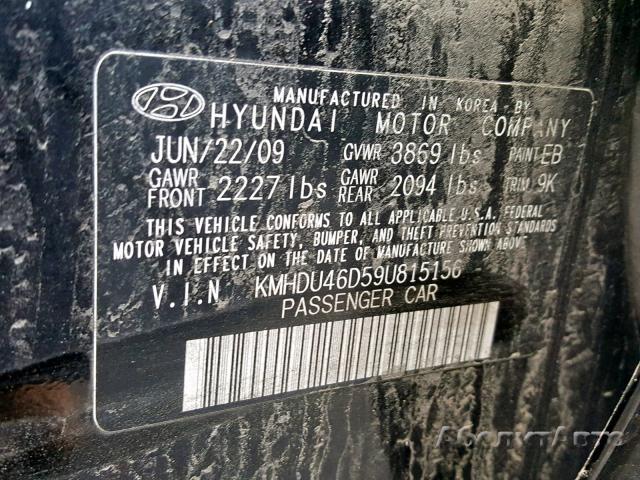 MANUFACTURED IN KOREA BY
HYUNDAI MOTOR COMPANY
JUN/22/09 GVWR 3869 lbs PAINT EB
GAWR FRONT 2227 lbs GAWR REAR 2094 lbs TRIM 9K
THIS VEHICLE CONFORMS TO ALL APPLICABLE U.S.A. FEDERAL
MOTOR VEHICLE SAFETY, BUMPER, AND THEFT PREVENTION STANDARDS
IN EFFECT ON THE DATE OF MANUFACTURE SHOWN ABOVE.
V.I.N KMHDU46D59U815156
PASSENGER CAR
АбсолютАвто